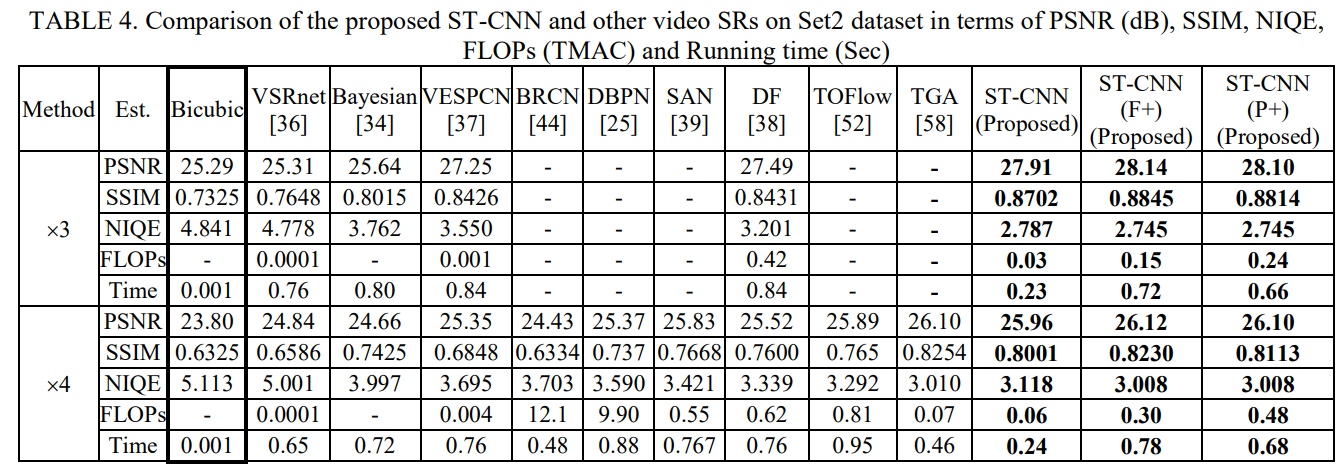 TABLE 4. Comparison of the proposed ST-CNN and other video SRs on Set2 dataset in terms of PSNR (dB), SSIM, NIQE,
FLOPs (TMAC) and Running time (Sec)
Method Est. Bicubic VSRnet [36] Bayesian [34] VESPCN [37] BRCN [44] DBPN [25] SAN [39] DF [38] TOFlow [52] TGA [58] ST-CNN (Proposed) ST-CNN (F+) (Proposed) ST-CNN (P+) (Proposed)
×3 PSNR 25.29 25.31 25.64 27.25 - - - 27.49 - - 27.91 28.14 28.10
SSIM 0.7325 0.7648 0.8015 0.8426 - - - 0.8431 - - 0.8702 0.8845 0.8814
NIQE 4.841 4.778 3.762 3.550 - - - 3.201 - - 2.787 2.745 2.745
FLOPs - 0.0001 - 0.001 - - - 0.42 - - 0.03 0.15 0.24
Time 0.001 0.76 0.80 0.84 - - - 0.84 - - 0.23 0.72 0.66
×4 PSNR 23.80 24.84 24.66 25.35 24.43 25.37 25.83 25.52 25.89 26.10 25.96 26.12 26.10
SSIM 0.6325 0.6586 0.7425 0.6848 0.6334 0.737 0.7668 0.7600 0.765 0.8254 0.8001 0.8230 0.8113
NIQE 5.113 5.001 3.997 3.695 3.703 3.590 3.421 3.339 3.292 3.010 3.118 3.008 3.008
FLOPs - 0.0001 - 0.004 12.1 9.90 0.55 0.62 0.81 0.07 0.06 0.30 0.48
Time 0.001 0.65 0.72 0.76 0.48 0.88 0.767 0.76 0.95 0.46 0.24 0.78 0.68